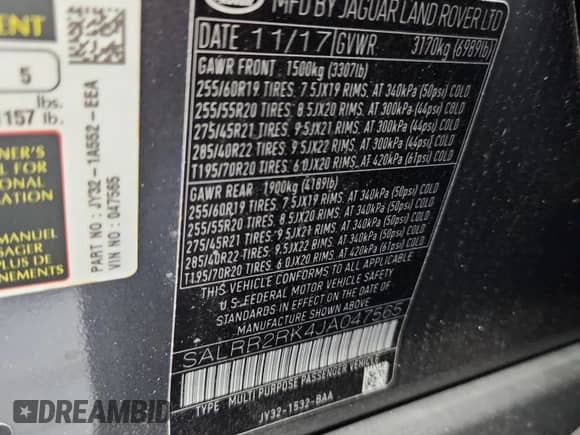 MFD BY JAGUAR LAND ROVER LTD
DATE 11/17 GVWR 3170kg (6989lb)
GAWR FRONT 1500kg (3307lb)
255/60R19 TIRES. 7.5JX19 RIMS. AT 340kPa (50psi) COLD
255/55R20 TIRES. 8.5JX20 RIMS. AT 300kPa (44psi) COLD
275/45R21 TIRES. 9.5JX21 RIMS. AT 300kPa (44psi) COLD
285/40R22 TIRES. 9.5JX22 RIMS. AT 300kPa (44psi) COLD
T195/70R20 TIRES. 6.0JX20 RIMS. AT 420kPa (61psi) COLD
GAWR REAR 1900kg (4189lb)
255/60R19 TIRES. 7.5JX19 RIMS. AT 340kPa (50psi) COLD
255/55R20 TIRES. 8.5JX20 RIMS. AT 340kPa (50psi) COLD
275/45R21 TIRES. 9.5JX21 RIMS. AT 340kPa (50psi) COLD
285/40R22 TIRES. 9.5JX22 RIMS. AT 340kPa (50psi) COLD
T195/70R20 TIRES. 6.0JX20 RIMS. AT 420kPa (61psi) COLD
THIS VEHICLE CONFORMS TO ALL APPLICABLE
U.S. FEDERAL MOTOR VEHICLE SAFETY
STANDARDS IN EFFECT ON THE DATE OF
MANUFACTURE SHOWN ABOVE.
SALRR2RK4JA047565
TYPE: MULTI PURPOSE PASSENGER VEHICLE
JY32-1532-BAA
5
lbs.
1157 lb.
PART NO: JY32-1A552-EEA
VIN NO: 047565
DREAMBID